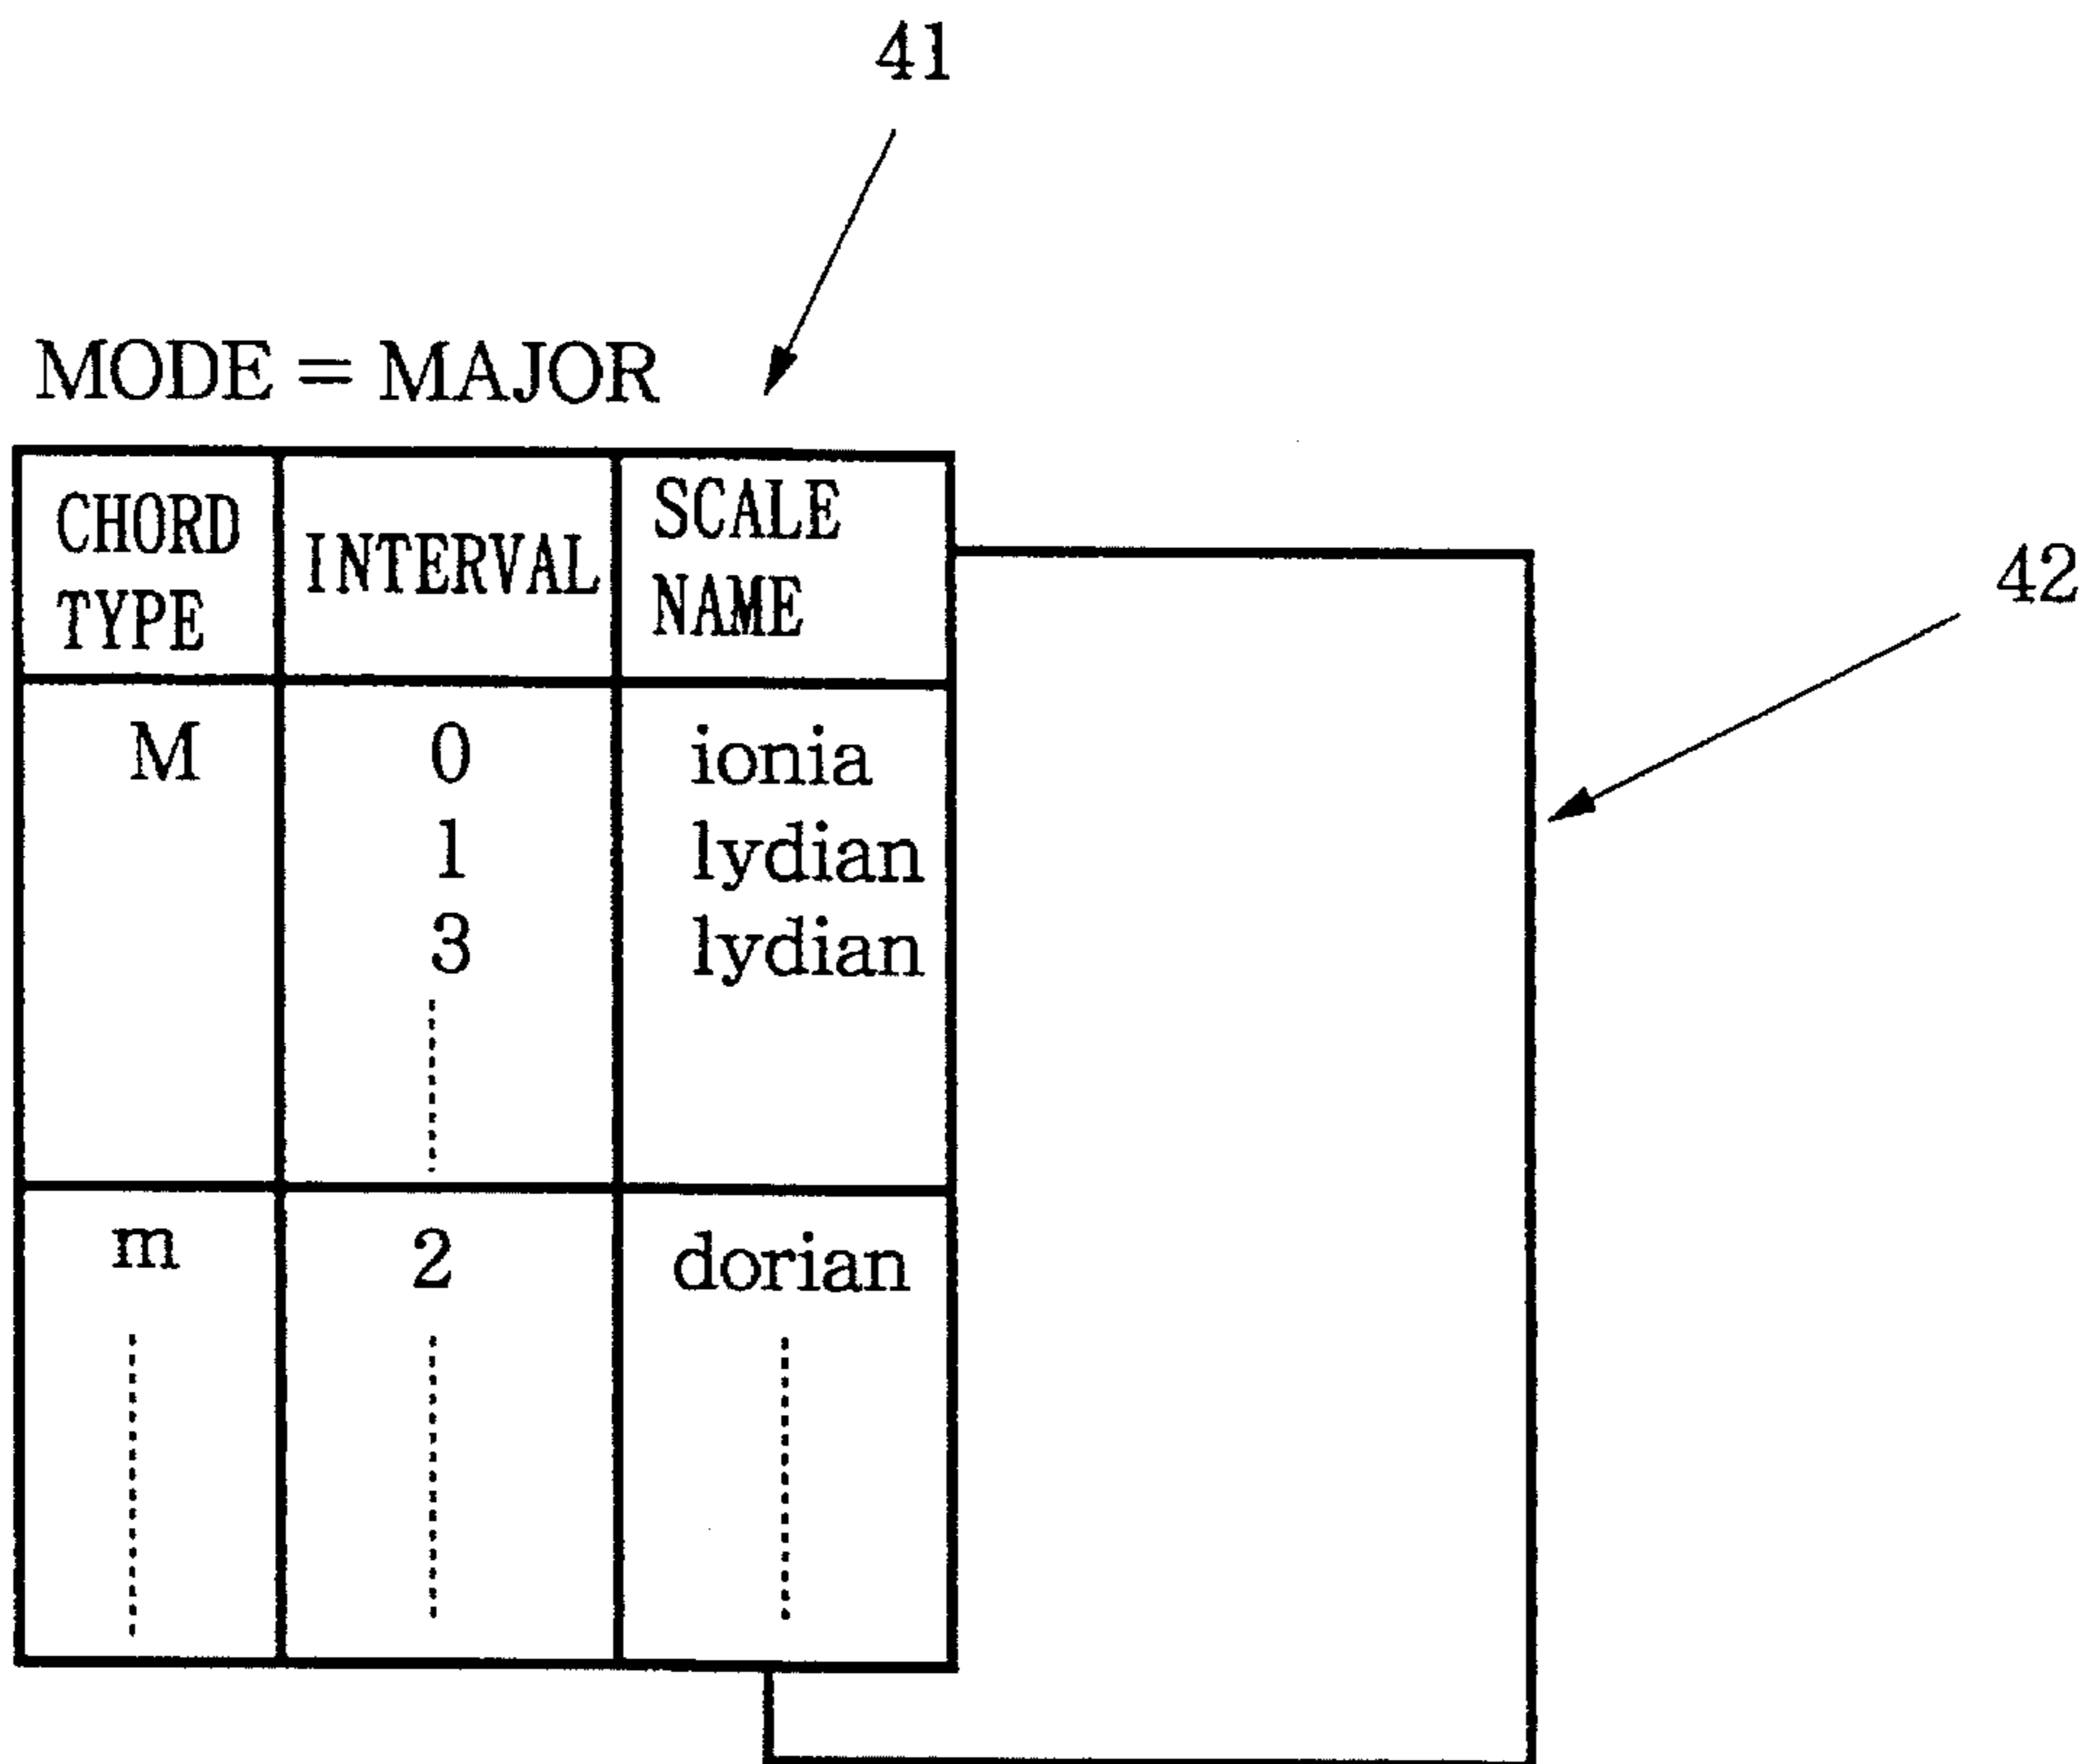 41
MODE = MAJOR
CHORD TYPE INTERVAL SCALE NAME
42
M 0 ionia
1 lydian
3 lydian
m 2 dorian